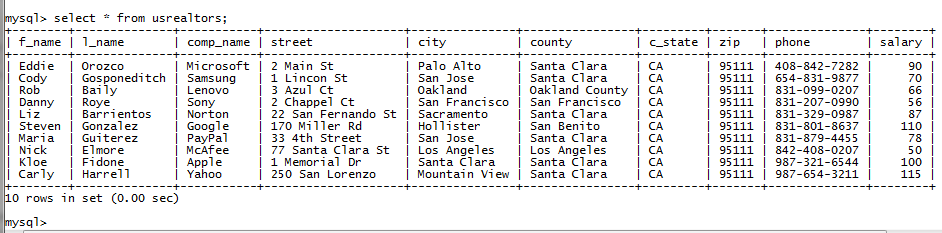 mysql> select * from usrealtors;
+--------+--------------+-----------+--------------------+---------------+----------------+---------+-------+--------------+--------+
| f_name | l_name       | comp_name | street             | city          | county         | c_state | zip   | phone        | salary |
+--------+--------------+-----------+--------------------+---------------+----------------+---------+-------+--------------+--------+
| Eddie  | Orozco       | Microsoft | 2 Main St          | Palo Alto     | Santa Clara    | CA      | 95111 | 408-842-7282 |     90 |
| Cody   | Gosponeditch | Samsung   | 1 Lincon St        | San Jose      | Santa Clara    | CA      | 95111 | 654-831-9877 |     70 |
| Rob    | Baily        | Lenovo    | 3 Azul Ct          | Oakland       | Oakland County | CA      | 95111 | 831-099-0207 |     66 |
| Danny  | Roye         | Sony      | 2 Chappel Ct       | San Francisco | San Francisco  | CA      | 95111 | 831-207-0990 |     56 |
| Liz    | Barrientos   | Norton    | 22 San Fernando St | Sacramento    | Santa Clara    | CA      | 95111 | 831-329-0987 |     87 |
| Steven | Gonzalez     | Google    | 170 Miller Rd      | Hollister     | San Benito     | CA      | 95111 | 831-801-8637 |    110 |
| Maria  | Guiterez     | PayPal    | 33 4th Street      | San Jose      | Santa Clara    | CA      | 95111 | 831-879-4455 |     78 |
| Nick   | Elmore       | McAfee    | 77 Santa Clara St  | Los Angeles   | Los Angeles    | CA      | 95111 | 842-408-0207 |     50 |
| Kloe   | Fidone       | Apple     | 1 Memorial Dr      | Santa Clara   | Santa Clara    | CA      | 95111 | 987-321-6544 |    100 |
| Carly  | Harrell      | Yahoo     | 250 San Lorenzo    | Mountain View | Santa Clara    | CA      | 95111 | 987-654-3211 |    115 |
+--------+--------------+-----------+--------------------+---------------+----------------+---------+-------+--------------+--------+
10 rows in set (0.00 sec)
mysql>